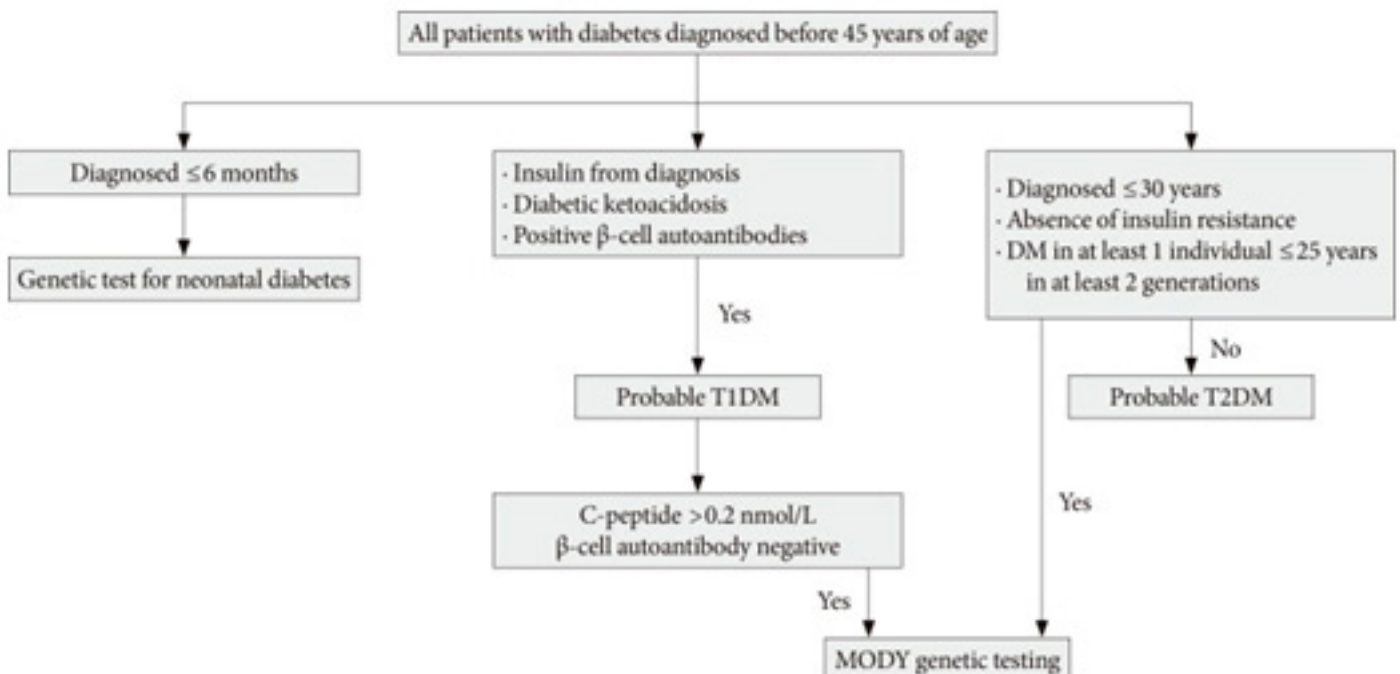 All patients with diabetes diagnosed before 45 years of age
Diagnosed ≤6 months
Genetic test for neonatal diabetes
· Insulin from diagnosis
· Diabetic ketoacidosis
· Positive β-cell autoantibodies
Yes
Probable T1DM
C-peptide >0.2 nmol/L
β-cell autoantibody negative
Yes
· Diagnosed ≤30 years
· Absence of insulin resistance
· DM in at least 1 individual ≤25 years
in at least 2 generations
No
Probable T2DM
Yes
MODY genetic testing